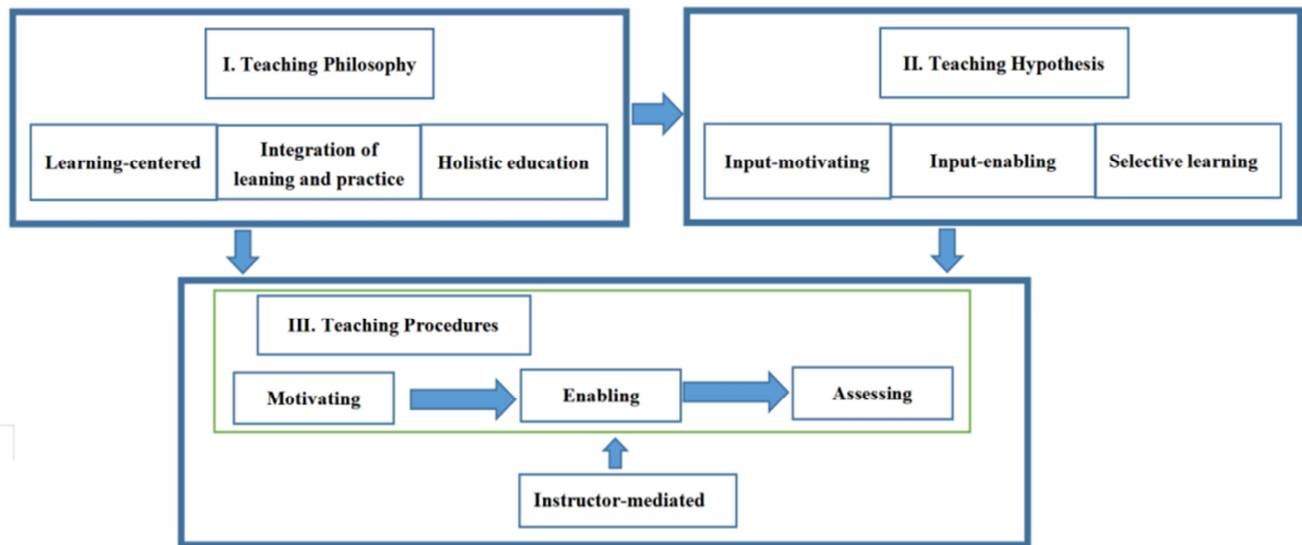 I. Teaching Philosophy
Learning-centered
Integration of
leaning and practice
Holistic education
II. Teaching Hypothesis
Input-motivating
Input-enabling
Selective learning
III. Teaching Procedures
Motivating
Enabling
Assessing
Instructor-mediated